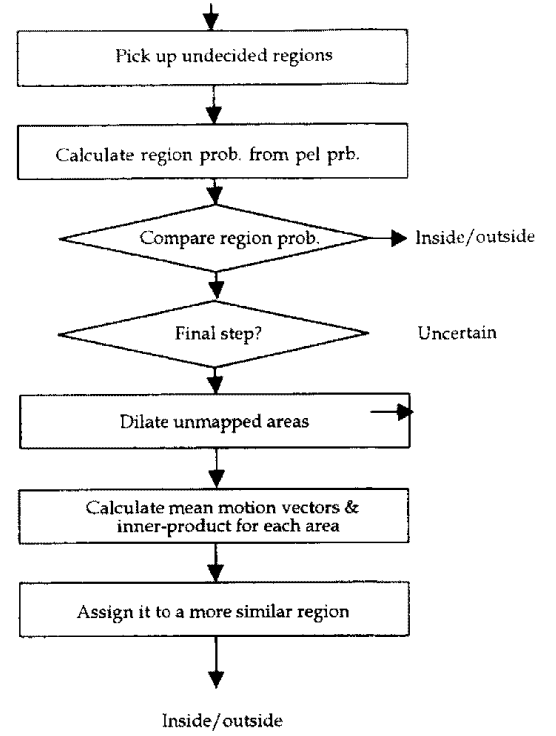 Pick up undecided regions
Calculate region prob. from pel prb.
Compare region prob.
Inside/outside
Final step?
Uncertain
Dilate unmapped areas
Calculate mean motion vectors &
inner-product for each area
Assign it to a more similar region
Inside/outside